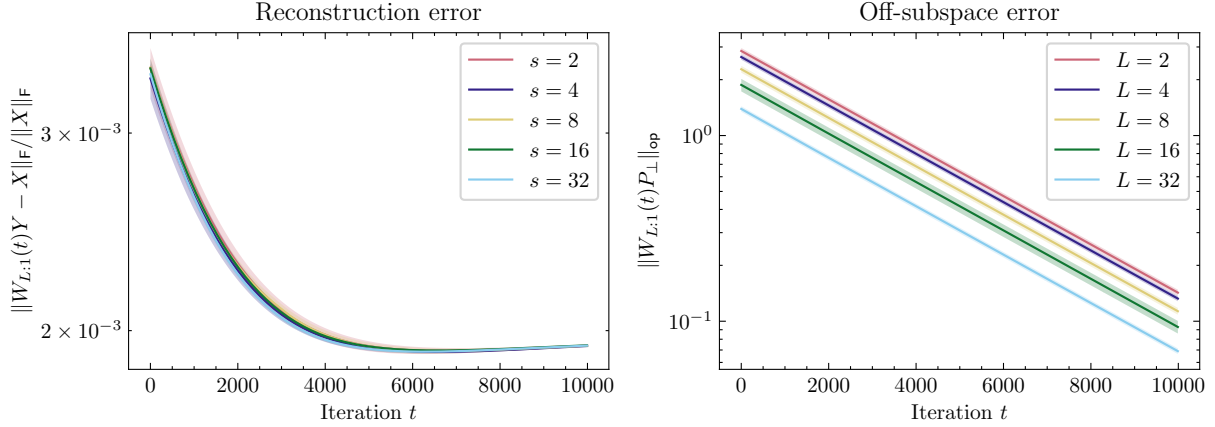 Reconstruction error
‖W_{L:1}(t)Y − X‖_F/‖X‖_F
3 × 10⁻³
2 × 10⁻³
s = 2
s = 4
s = 8
s = 16
s = 32
0 2000 4000 6000 8000 10000
Iteration t
Off-subspace error
‖W_{L:1}(t)P_⊥‖_op
10⁰
10⁻¹
L = 2
L = 4
L = 8
L = 16
L = 32
0 2000 4000 6000 8000 10000
Iteration t